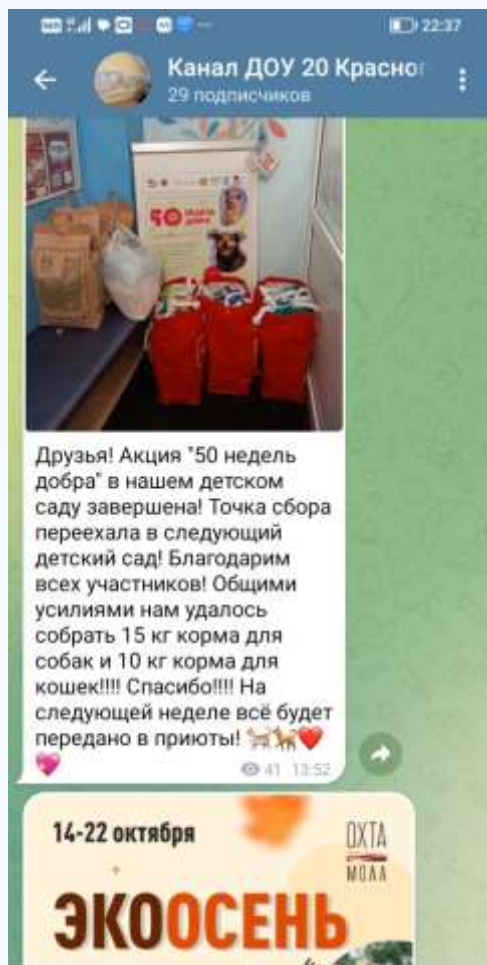 22:37
Канал ДОУ 20 Красног
29 подписчиков
50 НЕДЕЛЬ
ДОБРА
Друзья! Акция "50 недель
добра" в нашем детском
саду завершена! Точка сбора
переехала в следующий
детский сад! Благодарим
всех участников! Общими
усилиями нам удалось
собрать 15 кг корма для
собак и 10 кг корма для
кошек!!!! Спасибо!!!! На
следующей неделе всё будет
передано в приюты! 🐈🐕❤️
💗
41 13:52
14-22 октября
ОХТА
МОЛЛ
ЭКООСЕНЬ